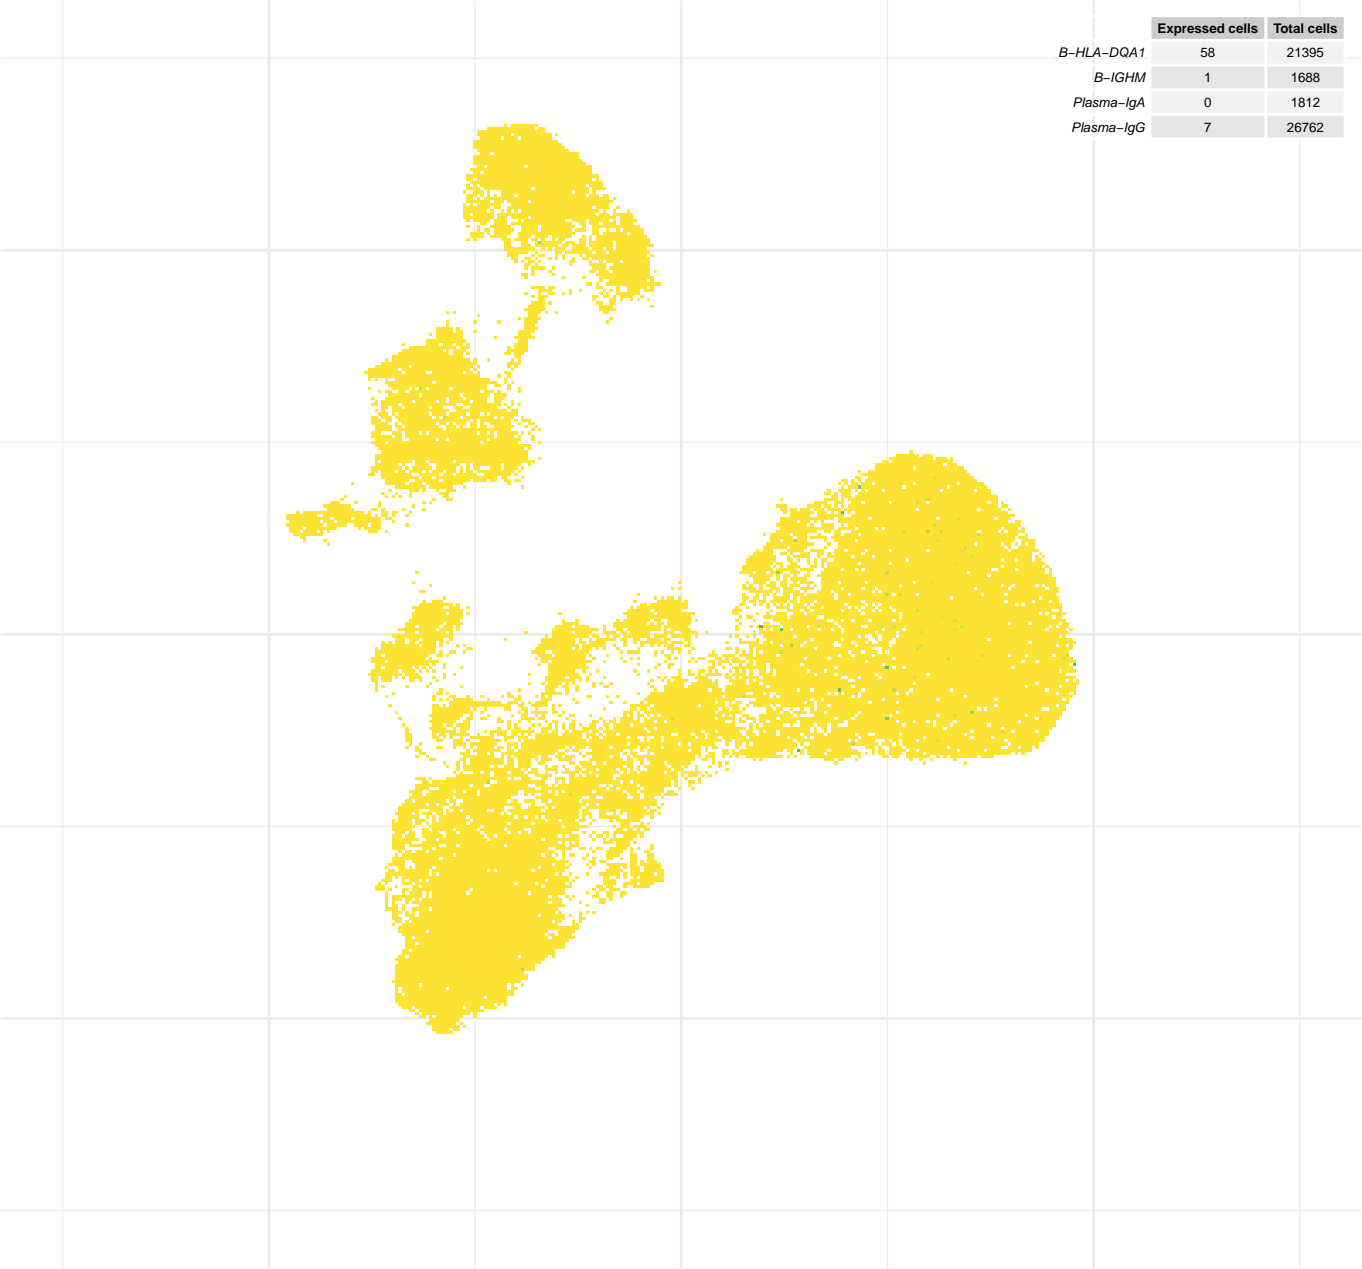 Expressed cells Total cells
B−HLA−DQA1 58 21395
B−IGHM 1 1688
Plasma−IgA 0 1812
Plasma−IgG 7 26762